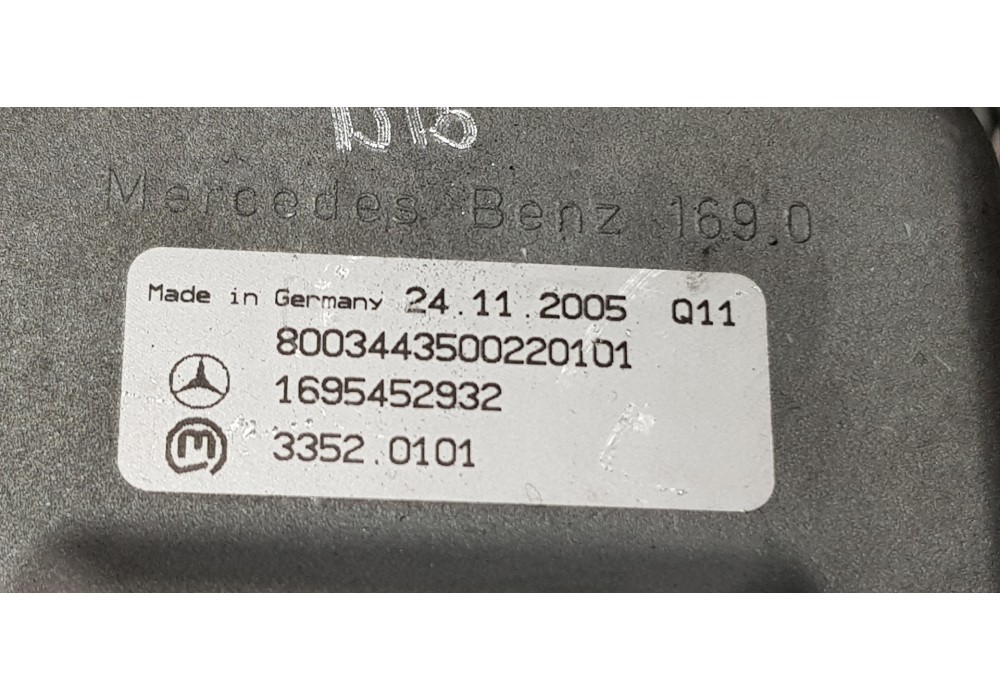 Mercedes Benz 169.0
Made in Germany 24.11.2005 Q11
8003443500220101
1695452932
3352.0101